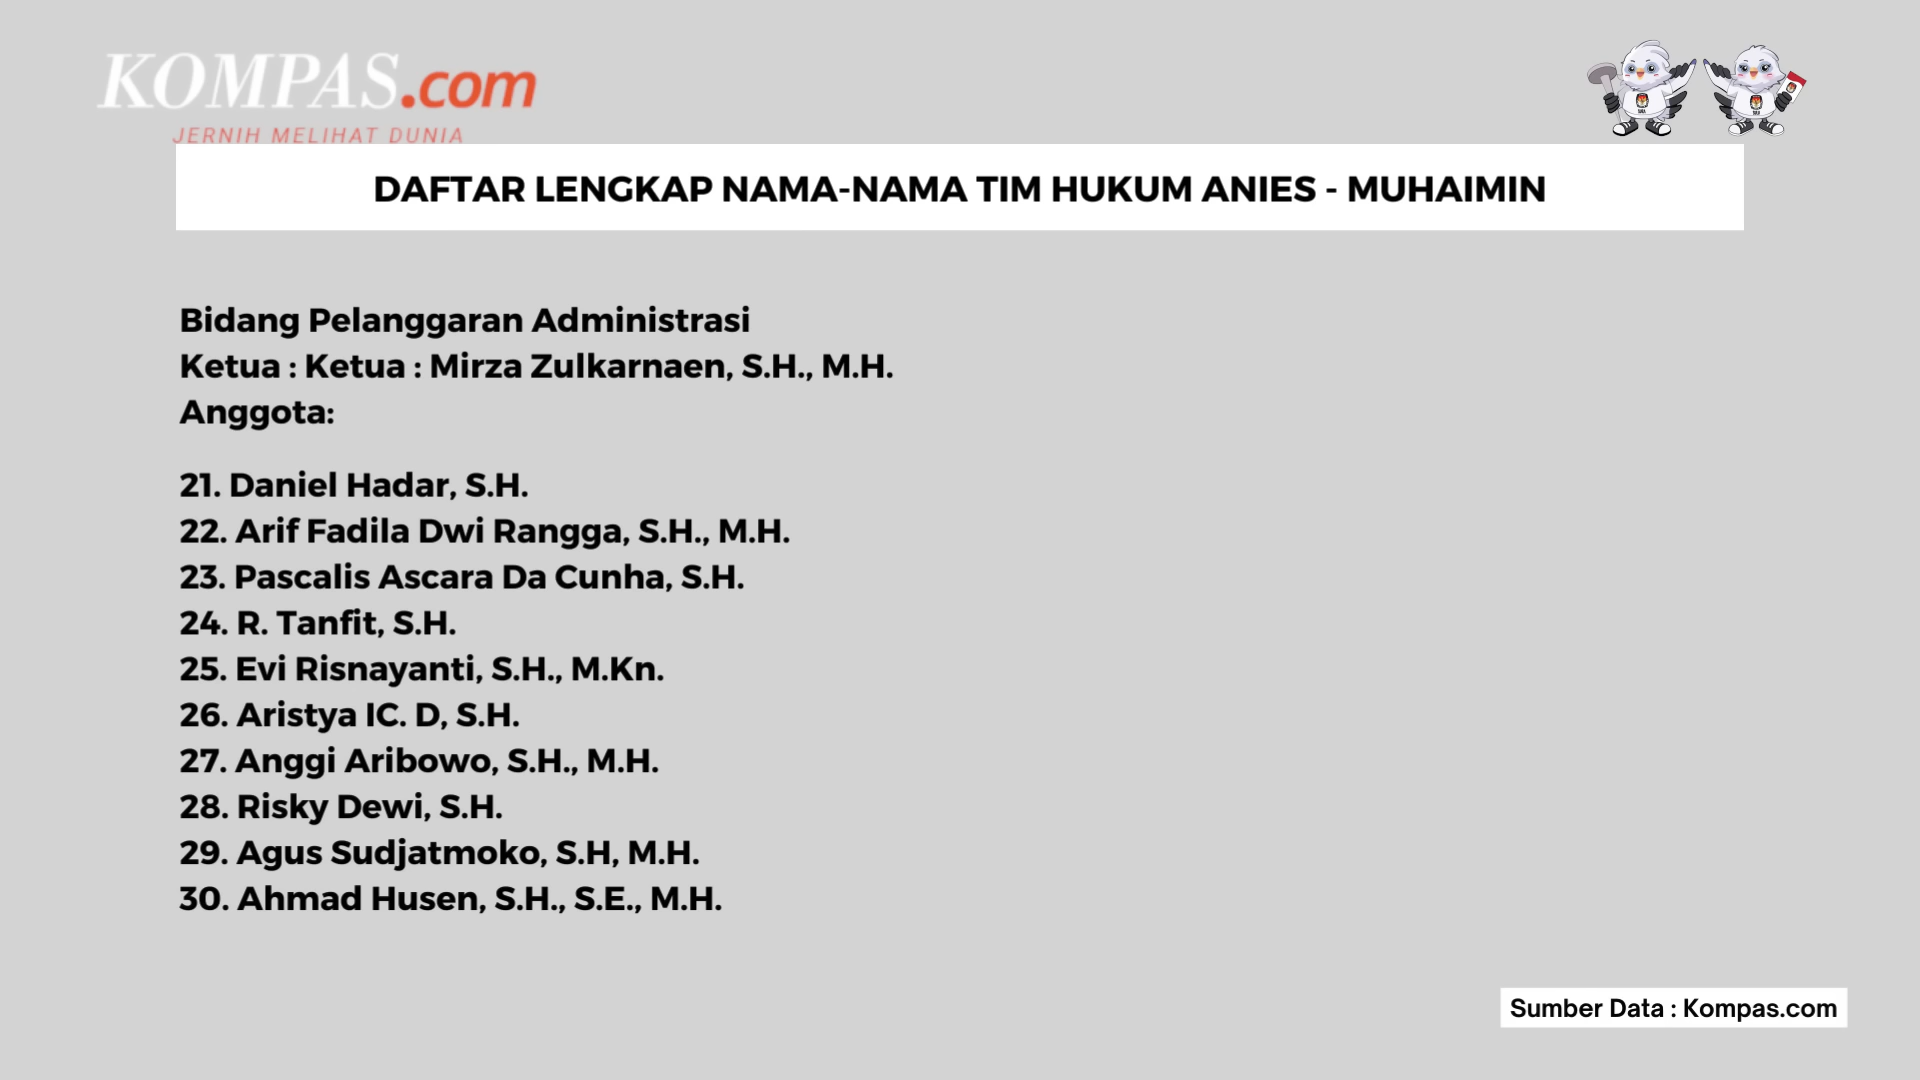 KOMPAS.com
JERNIH MELIHAT DUNIA
DAFTAR LENGKAP NAMA-NAMA TIM HUKUM ANIES - MUHAIMIN
Bidang Pelanggaran Administrasi
Ketua : Ketua : Mirza Zulkarnaen, S.H., M.H.
Anggota:
21. Daniel Hadar, S.H.
22. Arif Fadila Dwi Rangga, S.H., M.H.
23. Pascalis Ascara Da Cunha, S.H.
24. R. Tanfit, S.H.
25. Evi Risnayanti, S.H., M.Kn.
26. Aristya IC. D, S.H.
27. Anggi Aribowo, S.H., M.H.
28. Risky Dewi, S.H.
29. Agus Sudjatmoko, S.H, M.H.
30. Ahmad Husen, S.H., S.E., M.H.
Sumber Data : Kompas.com